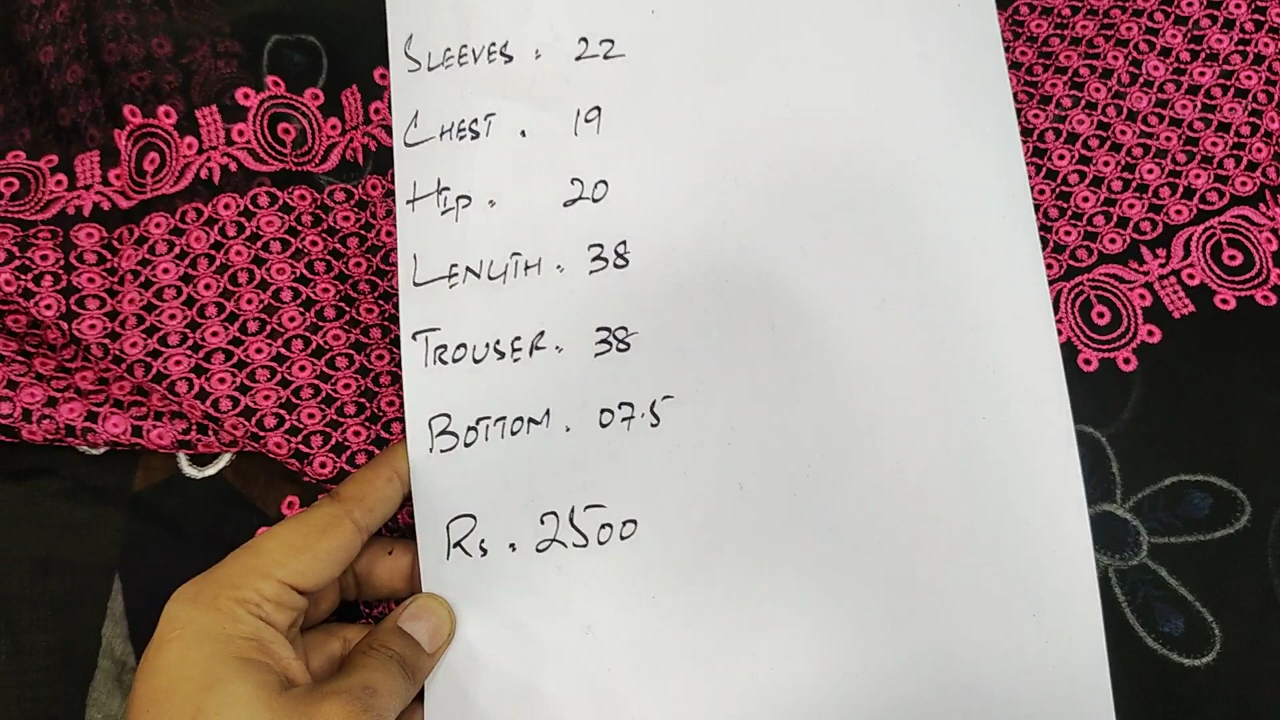 SLEEVES : 22
CHEST . 19
HIP . 20
LENGTH . 38
TROUSER . 38
BOTTOM . 07.5
Rs . 2500